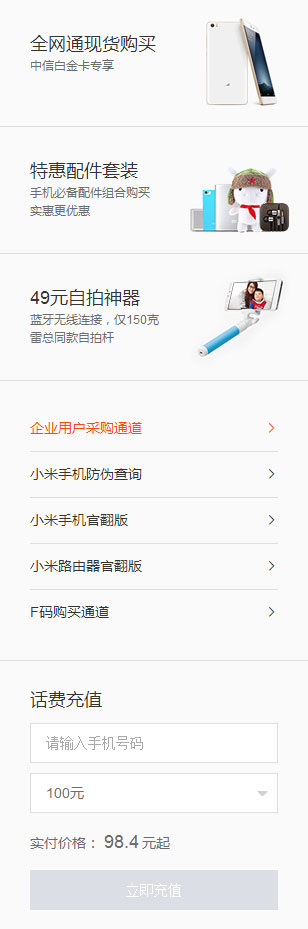 全网通现货购买
中信白金卡专享
特惠配件套装
手机必备配件组合购买
实惠更优惠
49元自拍神器
蓝牙无线连接，仅150克
雷总同款自拍杆
企业用户采购通道
小米手机防伪查询
小米手机官翻版
小米路由器官翻版
F码购买通道
话费充值
请输入手机号码
100元
实付价格： 98.4 元起
立即充值